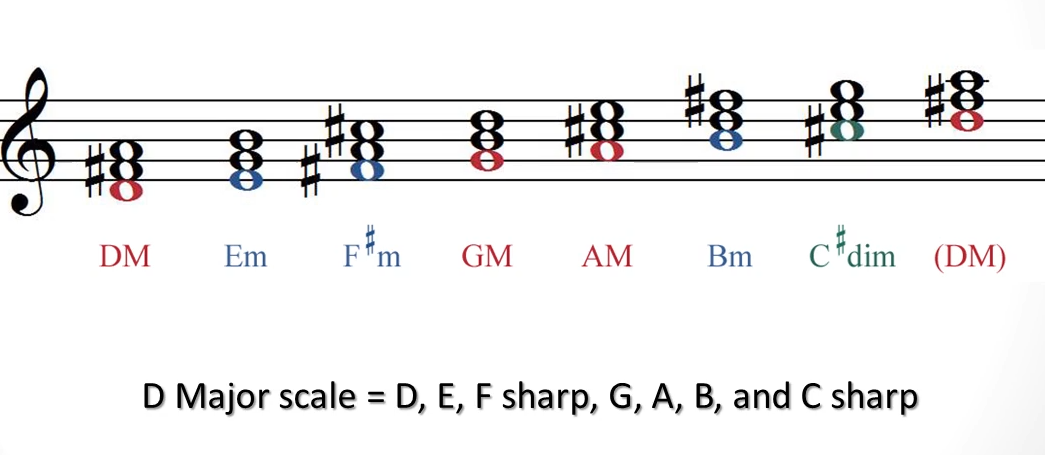 DM Em F♯m GM AM Bm C♯dim (DM)
D Major scale = D, E, F sharp, G, A, B, and C sharp